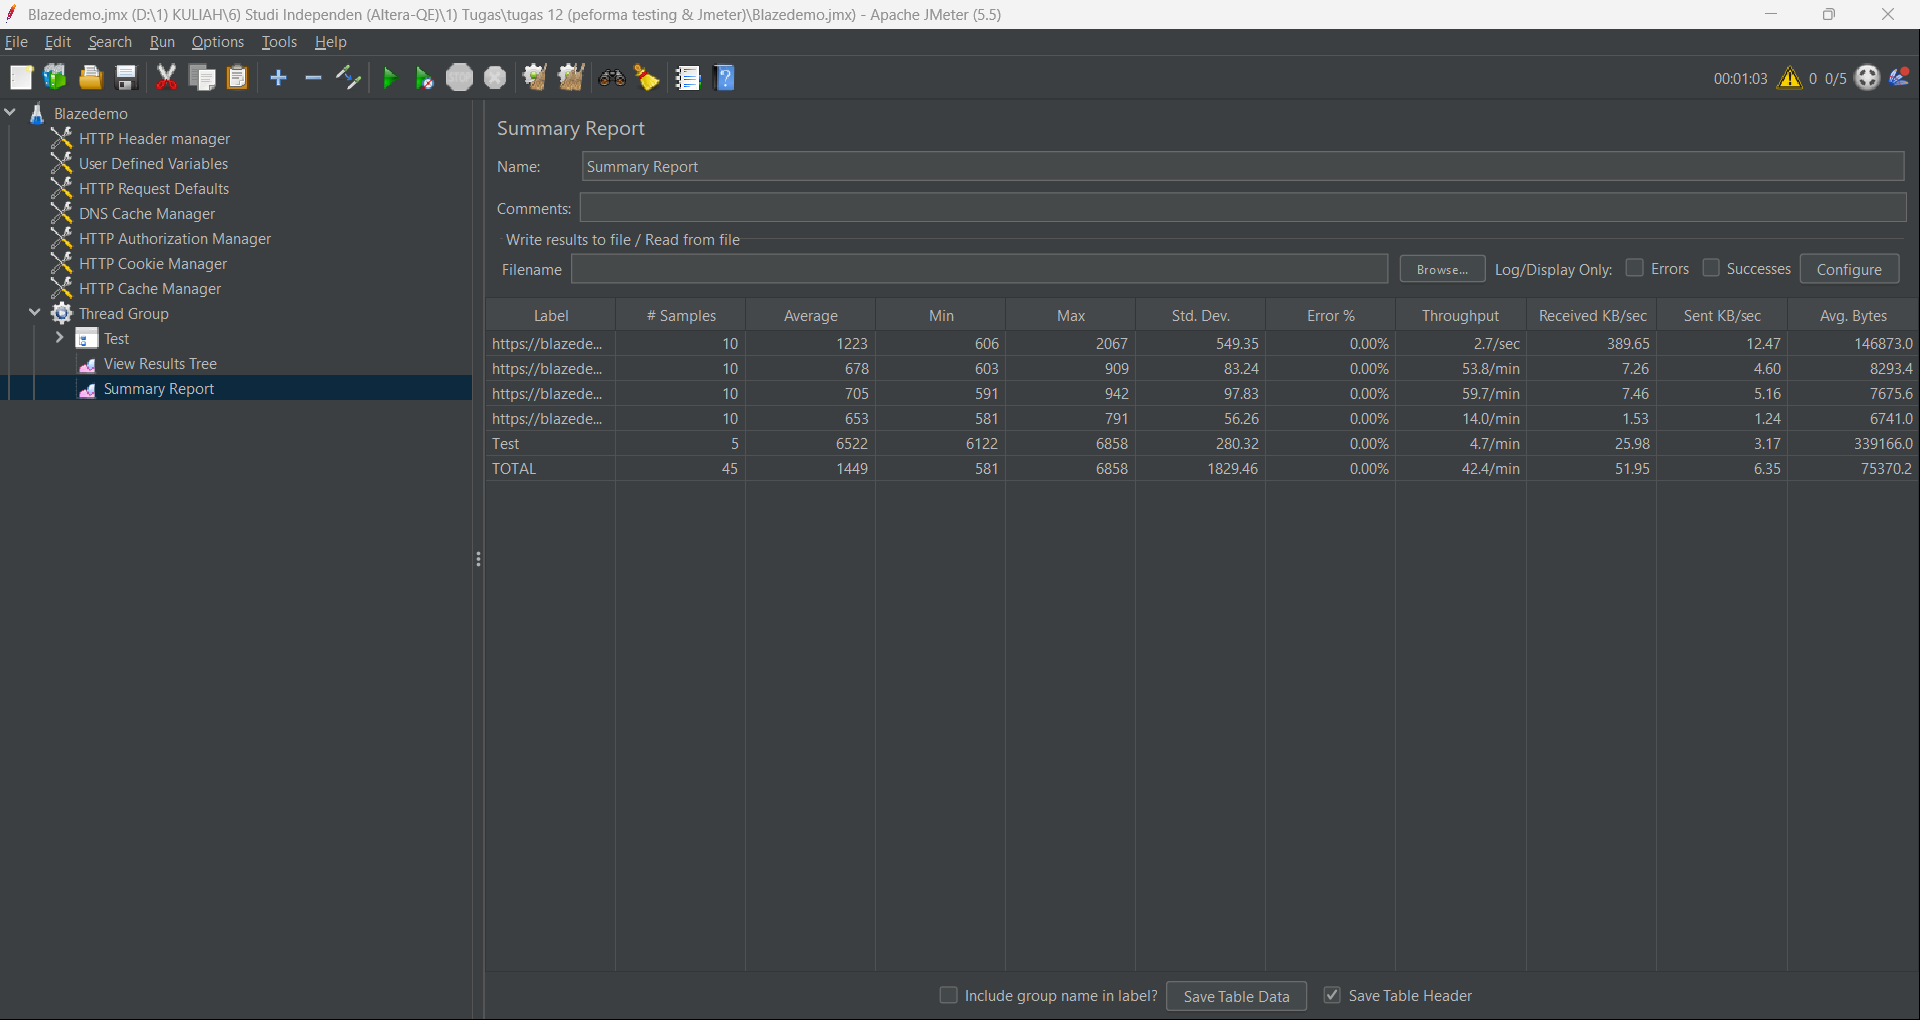 Blazedemo.jmx (D:\1) KULIAH\6) Studi Independen (Altera-QE)\1) Tugas\tugas 12 (peforma testing & Jmeter)\Blazedemo.jmx) - Apache JMeter (5.5)
File Edit Search Run Options Tools Help
STOP
00:01:03 0 0/5
Blazedemo
HTTP Header manager
User Defined Variables
HTTP Request Defaults
DNS Cache Manager
HTTP Authorization Manager
HTTP Cookie Manager
HTTP Cache Manager
Thread Group
Test
View Results Tree
Summary Report
Summary Report
Name: Summary Report
Comments:
Write results to file / Read from file
Filename Browse... Log/Display Only: Errors Successes Configure
Label # Samples Average Min Max Std. Dev. Error % Throughput Received KB/sec Sent KB/sec Avg. Bytes
https://blazede... 10 1223 606 2067 549.35 0.00% 2.7/sec 389.65 12.47 146873.0
https://blazede... 10 678 603 909 83.24 0.00% 53.8/min 7.26 4.60 8293.4
https://blazede... 10 705 591 942 97.83 0.00% 59.7/min 7.46 5.16 7675.6
https://blazede... 10 653 581 791 56.26 0.00% 14.0/min 1.53 1.24 6741.0
Test 5 6522 6122 6858 280.32 0.00% 4.7/min 25.98 3.17 339166.0
TOTAL 45 1449 581 6858 1829.46 0.00% 42.4/min 51.95 6.35 75370.2
Include group name in label? Save Table Data Save Table Header